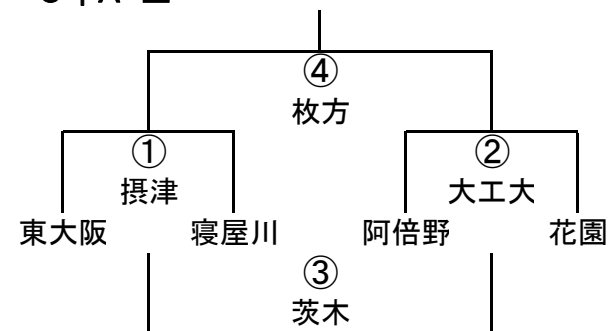 ④
枚方
① ②
摂津 大工大
東大阪 寝屋川 阿倍野 花園
③
茨木